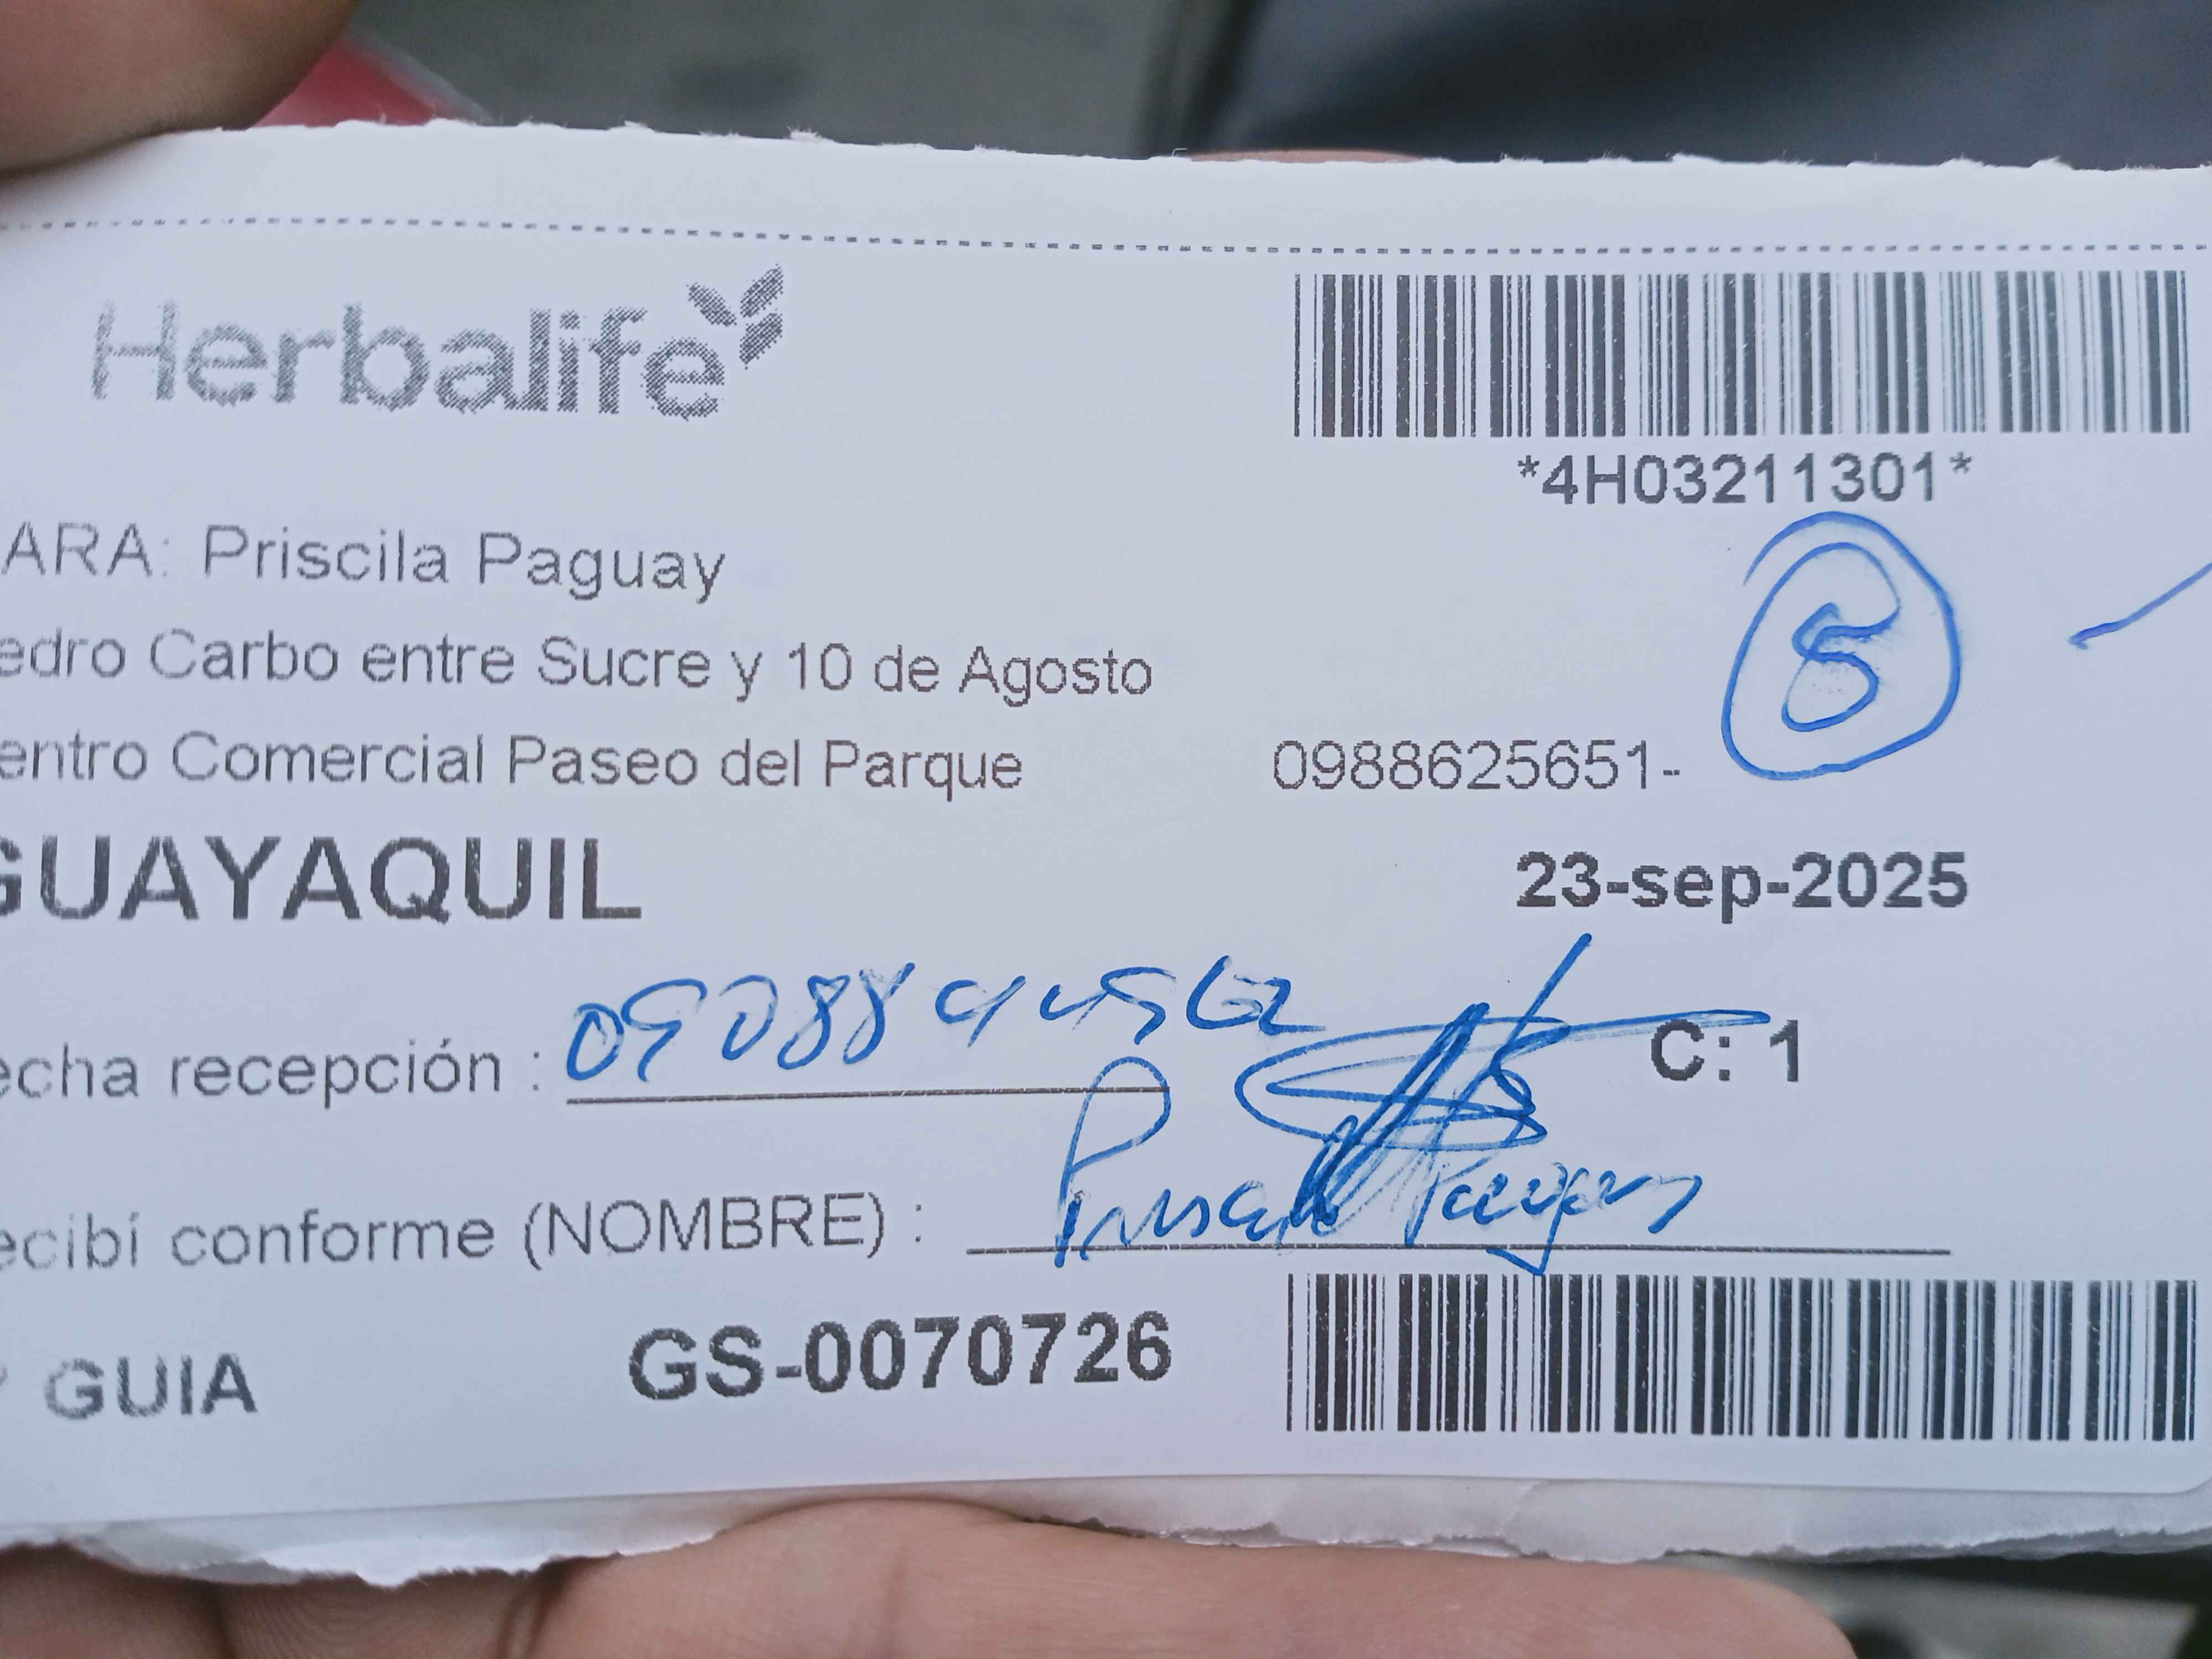 Herbalife
*4H03211301*
ARA: Priscila Paguay
8
edro Carbo entre Sucre y 10 de Agosto
entro Comercial Paseo del Parque 0988625651-
GUAYAQUIL 23-sep-2025
echa recepción :
C: 1
ecibí conforme (NOMBRE) :
GUIA GS-0070726